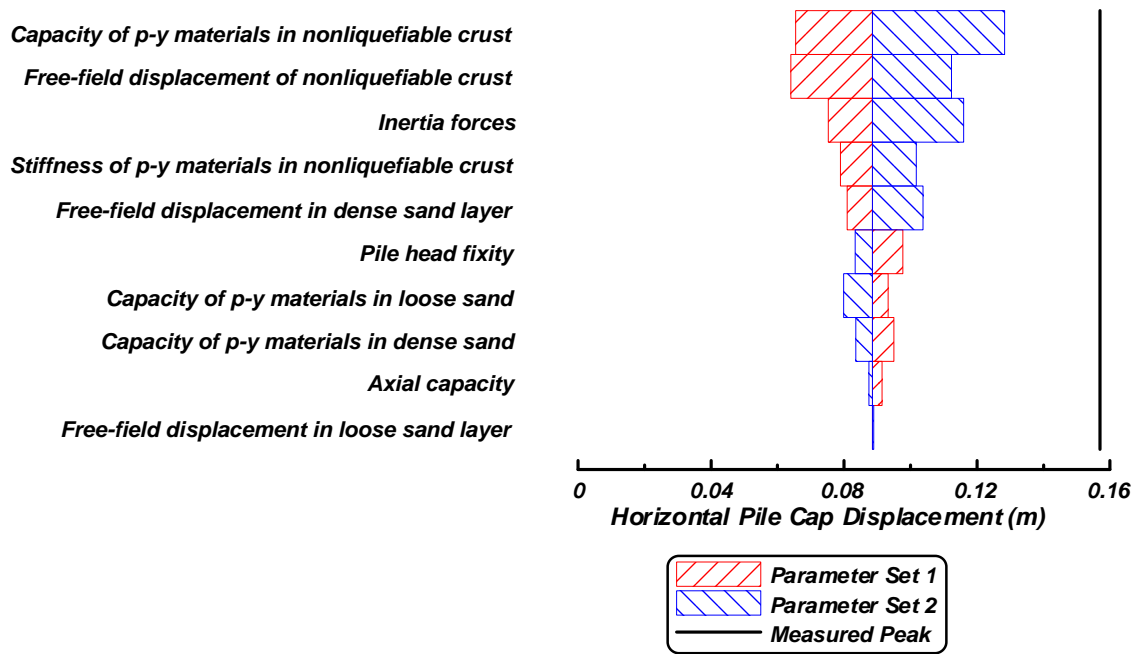 Capacity of p-y materials in nonliquefiable crust
Free-field displacement of nonliquefiable crust
Inertia forces
Stiffness of p-y materials in nonliquefiable crust
Free-field displacement in dense sand layer
Pile head fixity
Capacity of p-y materials in loose sand
Capacity of p-y materials in dense sand
Axial capacity
Free-field displacement in loose sand layer
0 0.04 0.08 0.12 0.16
Horizontal Pile Cap Displacement (m)
Parameter Set 1
Parameter Set 2
Measured Peak